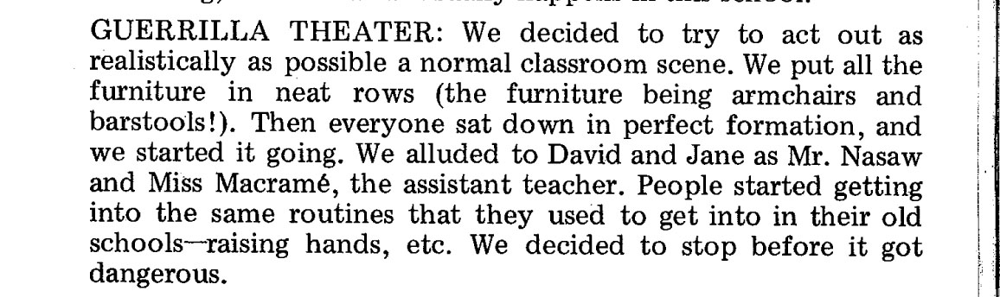 GUERRILLA THEATER: We decided to try to act out as
realistically as possible a normal classroom scene. We put all the
furniture in neat rows (the furniture being armchairs and
barstools!). Then everyone sat down in perfect formation, and
we started it going. We alluded to David and Jane as Mr. Nasaw
and Miss Macramé, the assistant teacher. People started getting
into the same routines that they used to get into in their old
schools—raising hands, etc. We decided to stop before it got
dangerous.